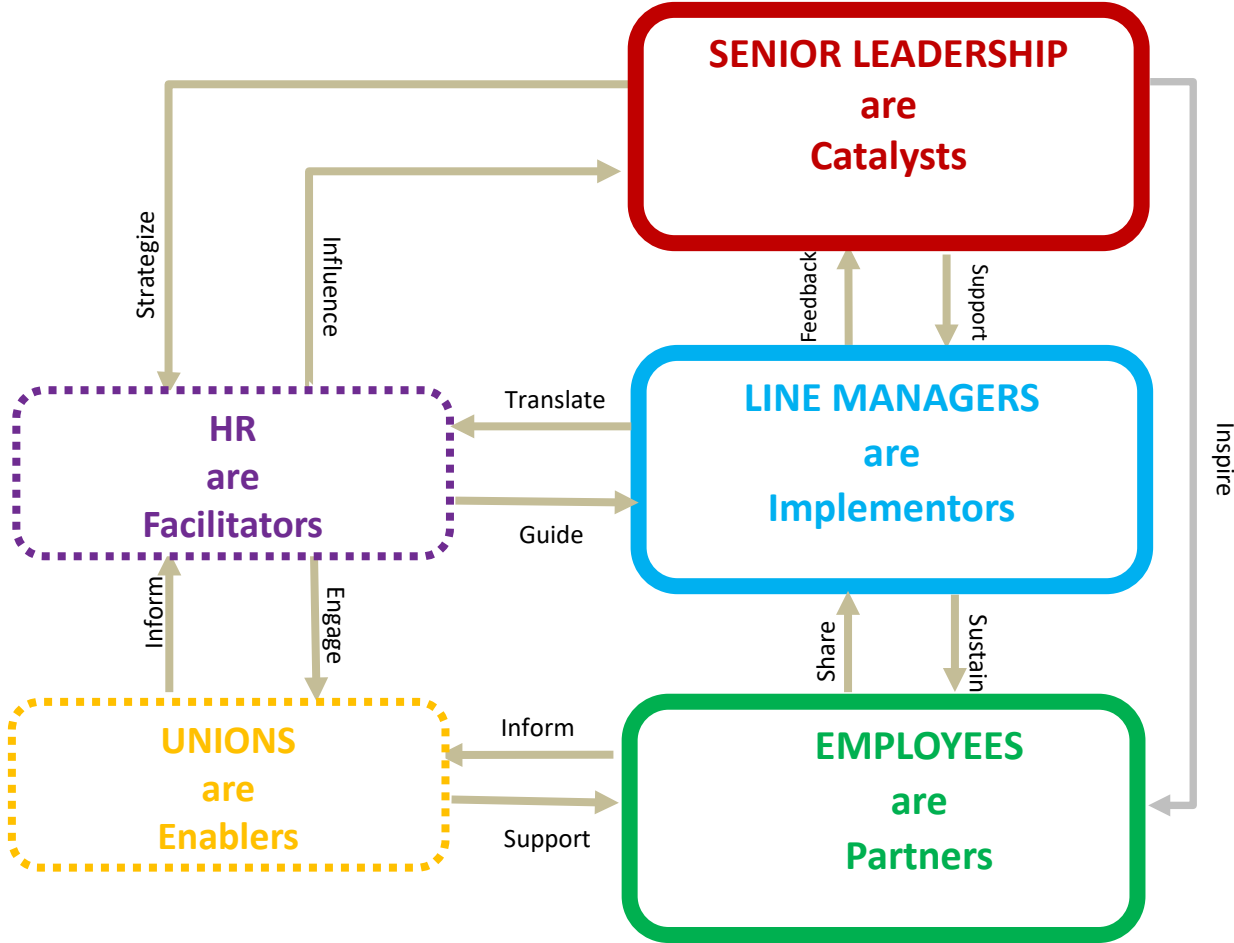 SENIOR LEADERSHIP
are
Catalysts
Strategize
Influence
Feedback
Support
Inspire
HR
are
Facilitators
Translate
Guide
LINE MANAGERS
are
Implementors
Inform
Engage
Share
Sustain
UNIONS
are
Enablers
Inform
Support
EMPLOYEES
are
Partners